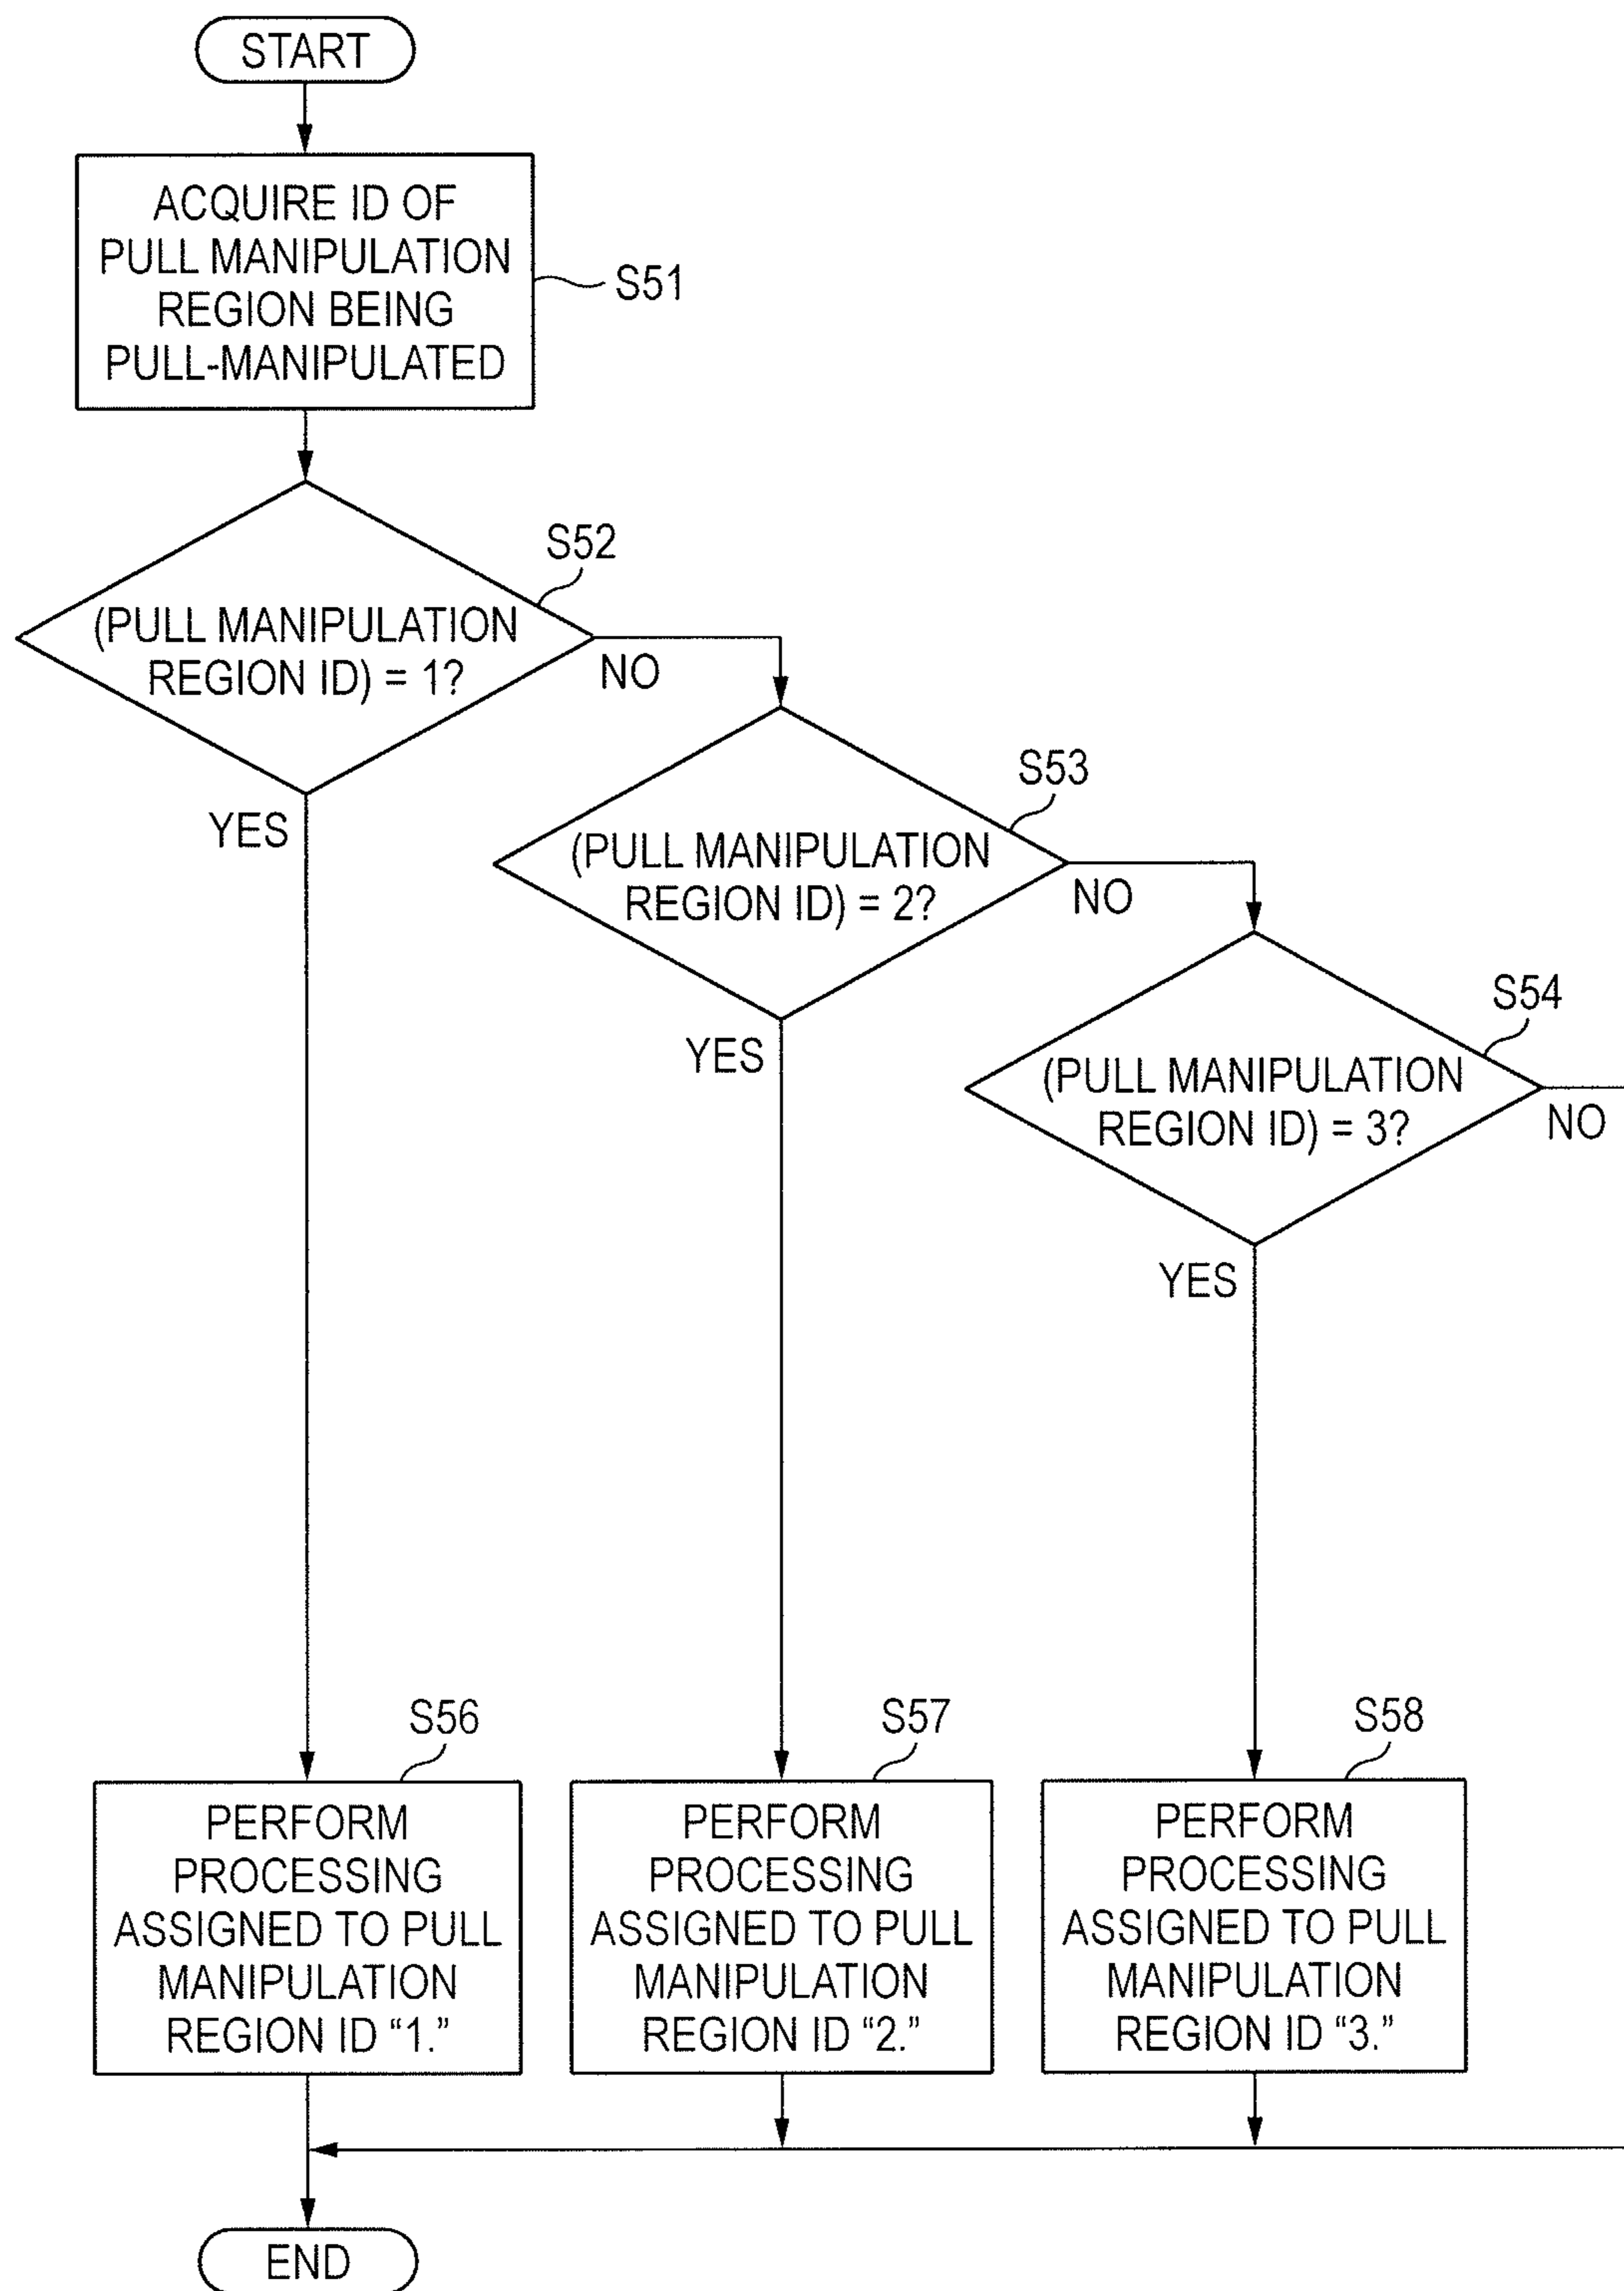 START
ACQUIRE ID OF
PULL MANIPULATION
REGION BEING
PULL-MANIPULATED
S51
S52
(PULL MANIPULATION
REGION ID) = 1?
NO
YES
S53
(PULL MANIPULATION
REGION ID) = 2?
NO
YES
S54
(PULL MANIPULATION
REGION ID) = 3?
NO
YES
S56
PERFORM
PROCESSING
ASSIGNED TO PULL
MANIPULATION
REGION ID “1.”
S57
PERFORM
PROCESSING
ASSIGNED TO PULL
MANIPULATION
REGION ID “2.”
S58
PERFORM
PROCESSING
ASSIGNED TO PULL
MANIPULATION
REGION ID “3.”
END